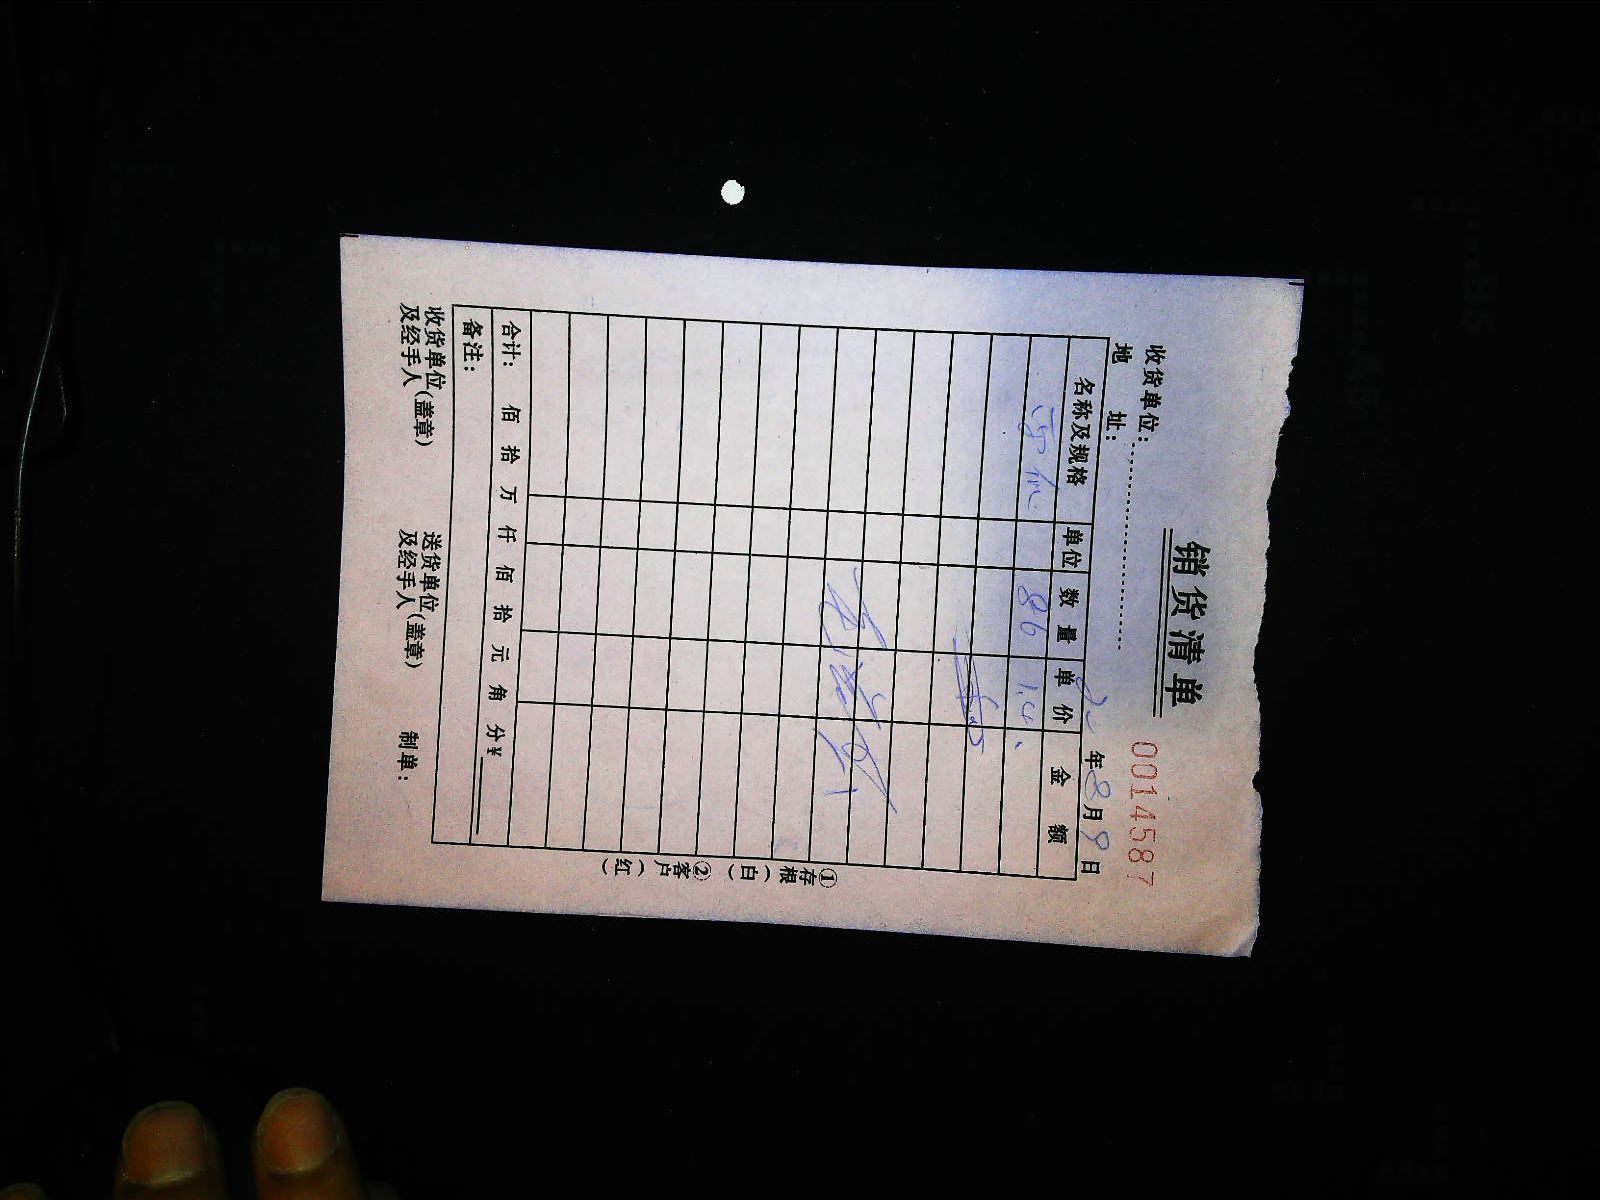 销货清单
0014587
收货单位:
地 址:
年8月9日
名称及规格 单位 数量 单价 金额
86 1.4
合计: 佰 拾 万 仟 佰 拾 元 角 分¥
备注:
收货单位(盖章)
及经手人
送货单位(盖章)
及经手人
制单:
①存根(白)②客户(红)